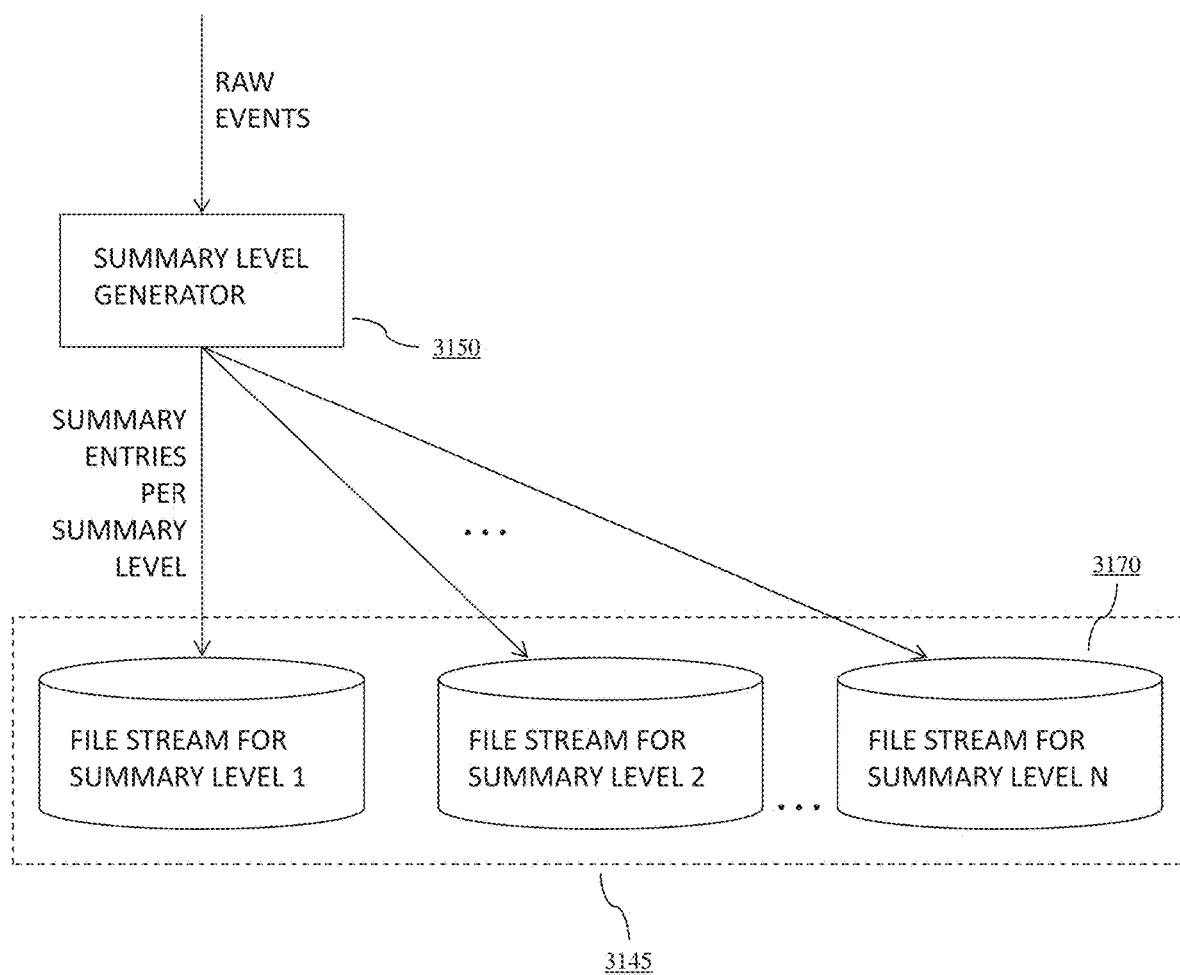 RAW
EVENTS
SUMMARY LEVEL
GENERATOR
3150
SUMMARY
ENTRIES
PER
SUMMARY
LEVEL
...
3170
FILE STREAM FOR
SUMMARY LEVEL 1
FILE STREAM FOR
SUMMARY LEVEL 2
...
FILE STREAM FOR
SUMMARY LEVEL N
3145